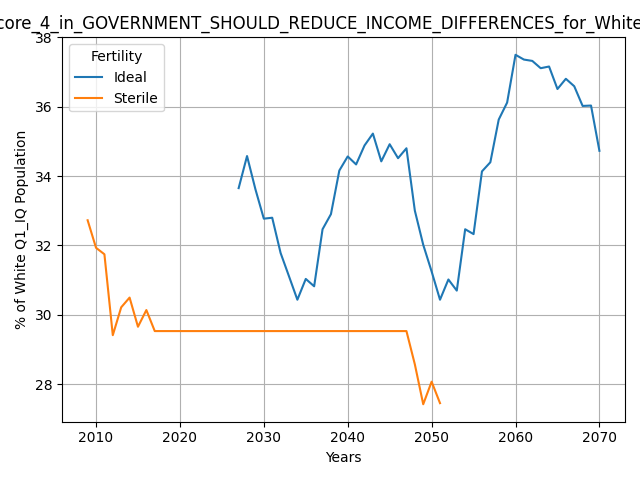 core_4_in_GOVERNMENT_SHOULD_REDUCE_INCOME_DIFFERENCES_for_White
Fertility
Ideal
Sterile
% of White Q1_IQ Population
38
36
34
32
30
28
2010 2020 2030 2040 2050 2060 2070
Years